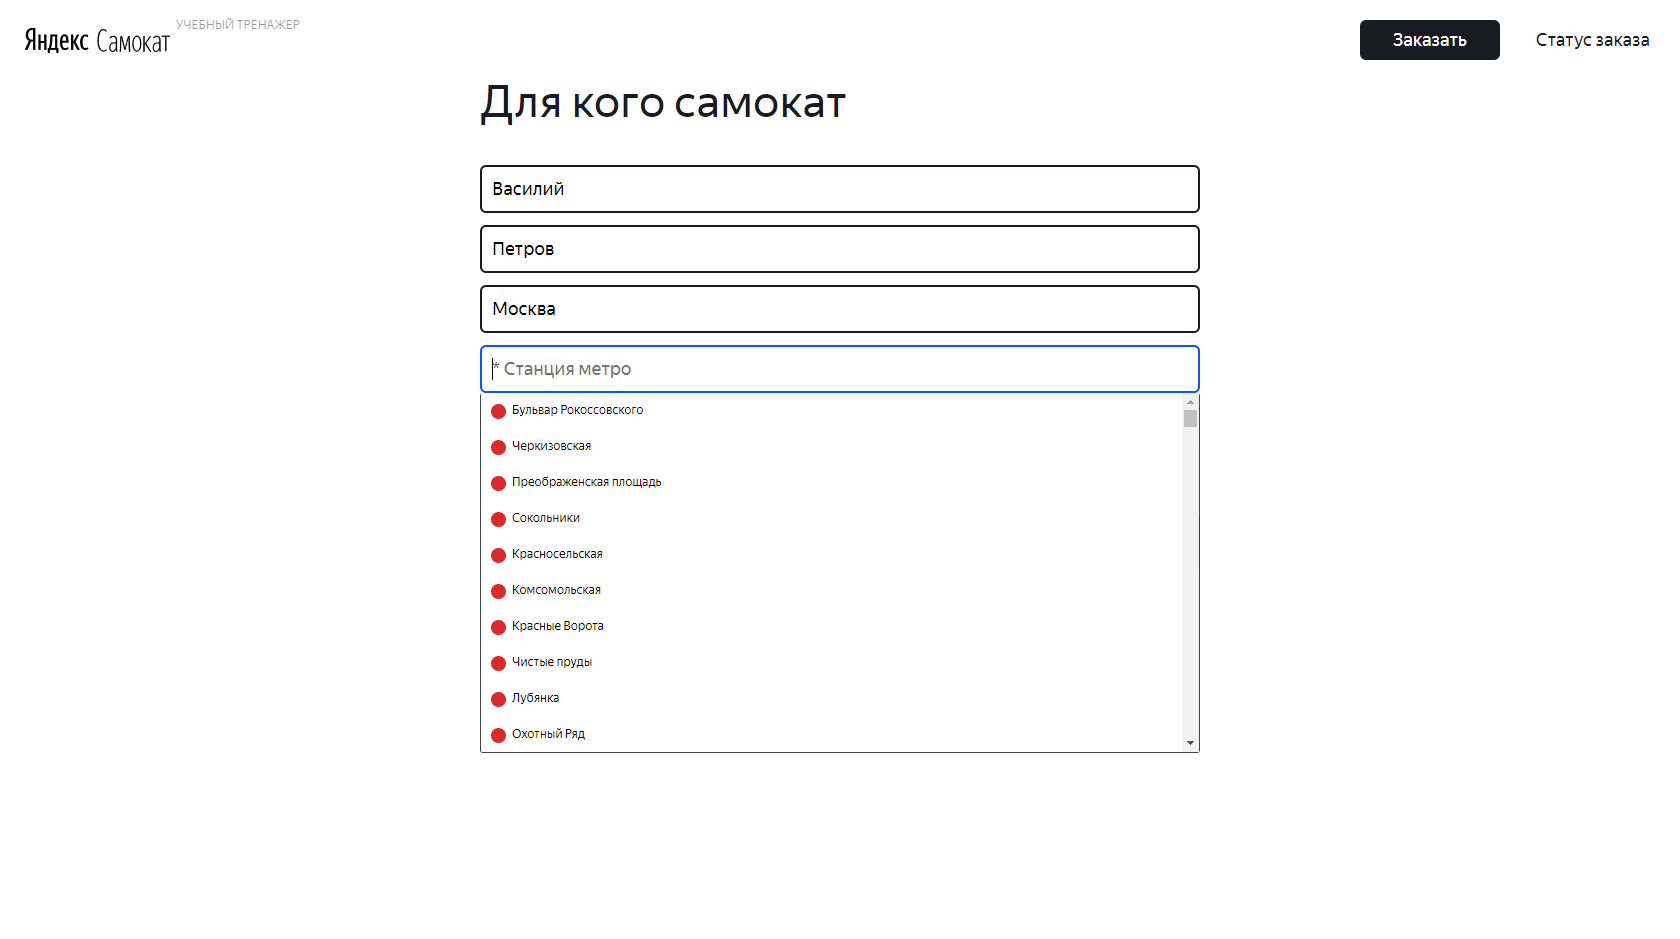 Яндекс Самокат
УЧЕБНЫЙ ТРЕНАЖЕР
Заказать
Статус заказа
Для кого самокат
Василий
Петров
Москва
* Станция метро
Бульвар Рокоссовского
Черкизовская
Преображенская площадь
Сокольники
Красносельская
Комсомольская
Красные Ворота
Чистые пруды
Лубянка
Охотный Ряд